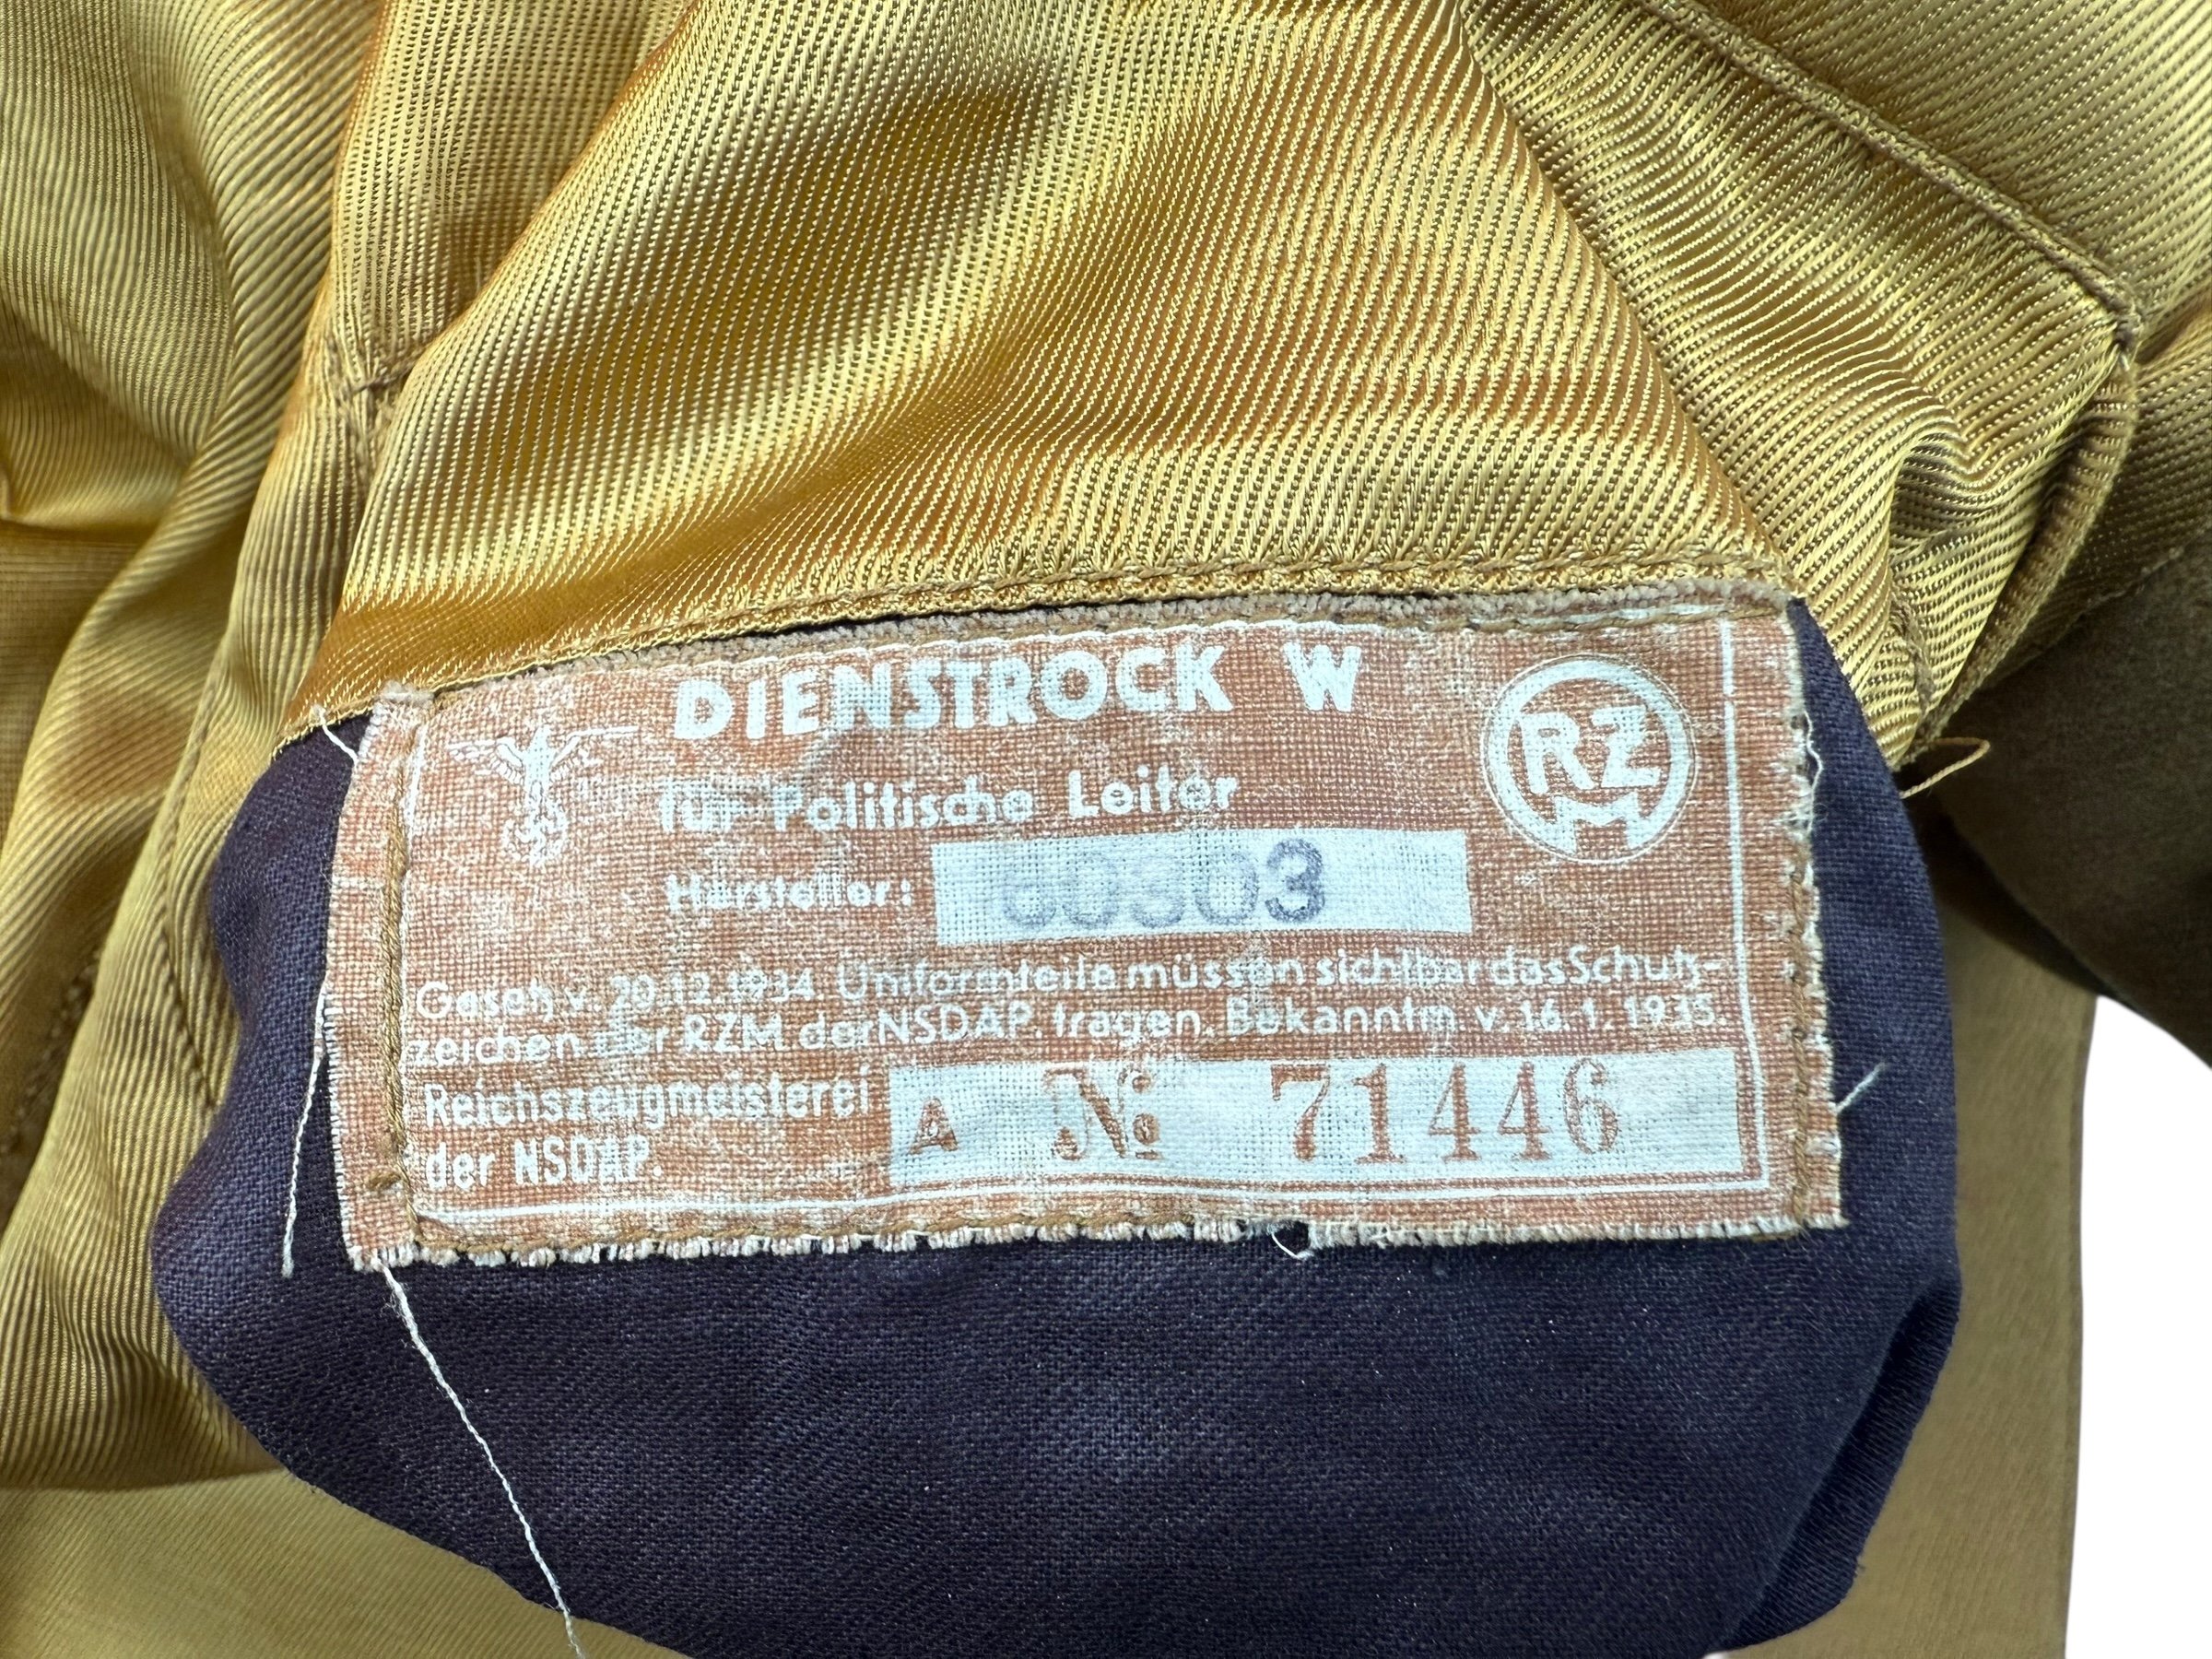 DIENSTROCK W
für Politische Leiter
RZM
Hersteller: 60303
Gesetz v. 20.12.1934. Uniformteile müssen sichtbar das Schutz-
zeichen der RZM. der NSDAP. tragen. Bekanntm. v. 16.1.1935.
Reichszeugmeisterei
der NSDAP.
A № 71446